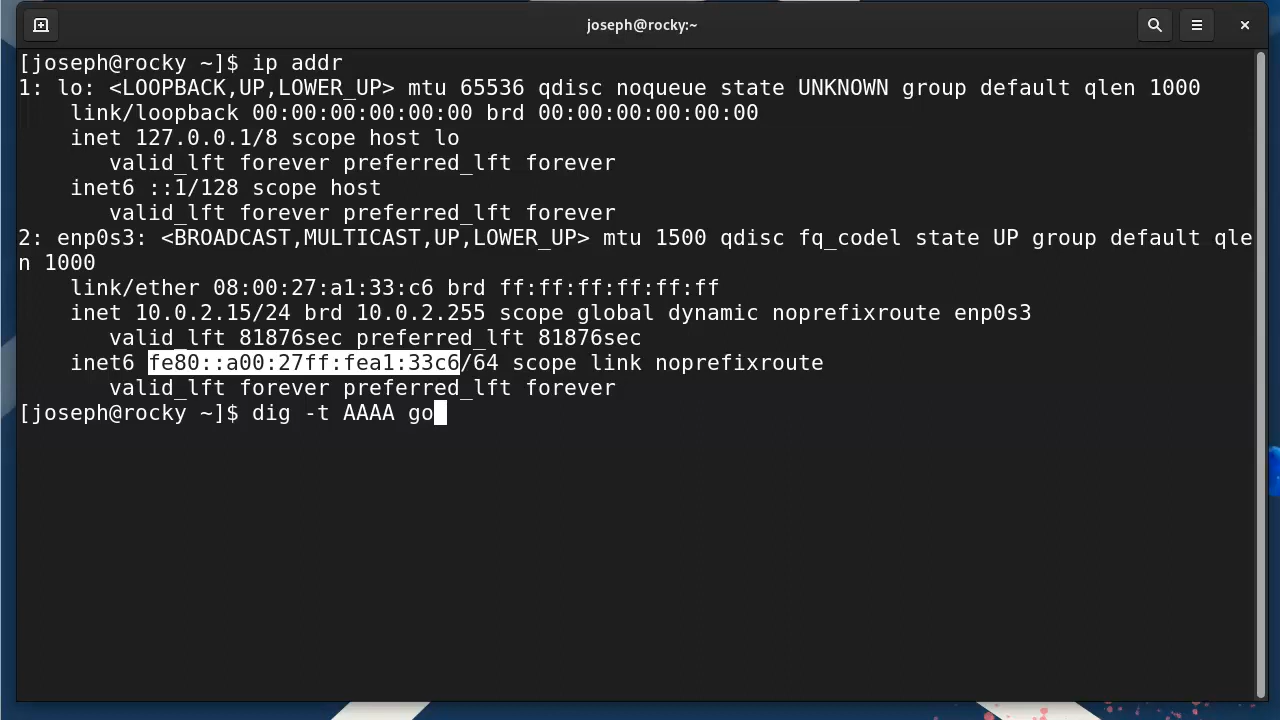 joseph@rocky:~
[joseph@rocky ~]$ ip addr
1: lo: <LOOPBACK,UP,LOWER_UP> mtu 65536 qdisc noqueue state UNKNOWN group default qlen 1000
    link/loopback 00:00:00:00:00:00 brd 00:00:00:00:00:00
    inet 127.0.0.1/8 scope host lo
       valid_lft forever preferred_lft forever
    inet6 ::1/128 scope host
       valid_lft forever preferred_lft forever
2: enp0s3: <BROADCAST,MULTICAST,UP,LOWER_UP> mtu 1500 qdisc fq_codel state UP group default qle
n 1000
    link/ether 08:00:27:a1:33:c6 brd ff:ff:ff:ff:ff:ff
    inet 10.0.2.15/24 brd 10.0.2.255 scope global dynamic noprefixroute enp0s3
       valid_lft 81876sec preferred_lft 81876sec
    inet6 fe80::a00:27ff:fea1:33c6/64 scope link noprefixroute
       valid_lft forever preferred_lft forever
[joseph@rocky ~]$ dig -t AAAA go